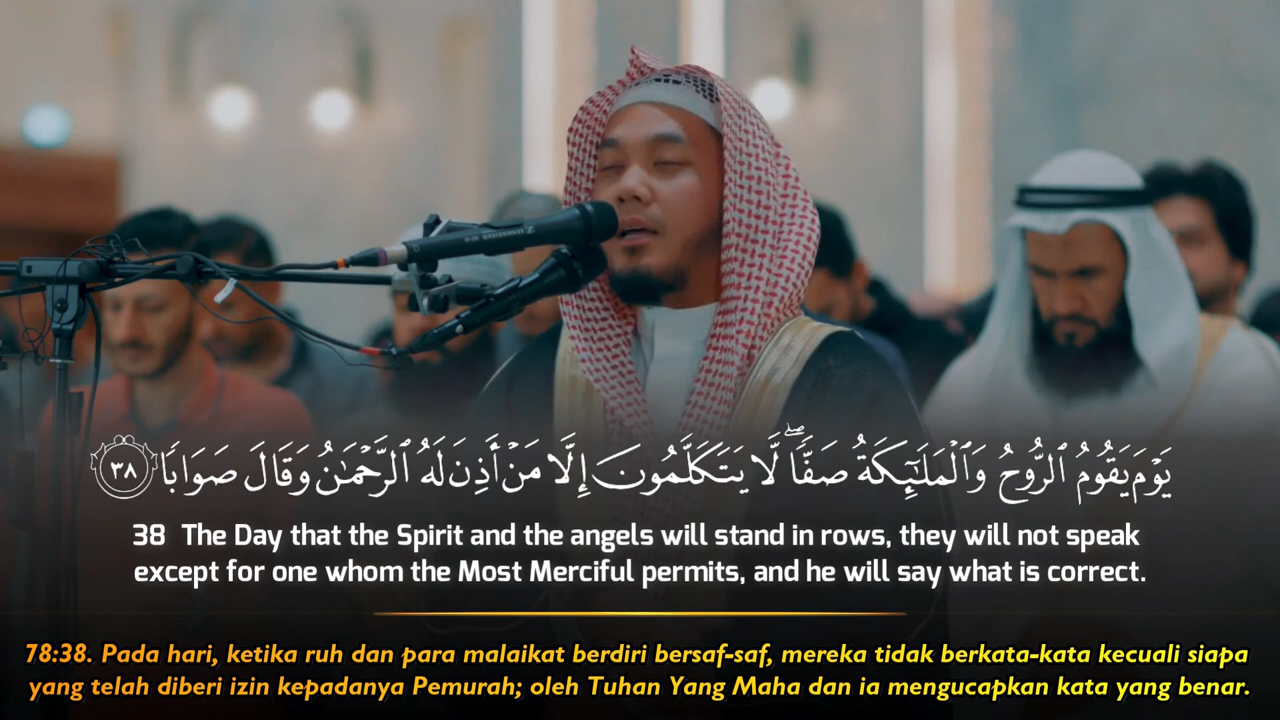 يَوْمَ يَقُومُ ٱلرُّوحُ وَٱلْمَلَـٰٓئِكَةُ صَفًّا ۖ لَّا يَتَكَلَّمُونَ إِلَّا مَنْ أَذِنَ لَهُ ٱلرَّحْمَـٰنُ وَقَالَ صَوَابًا ٣٨
38 The Day that the Spirit and the angels will stand in rows, they will not speak
except for one whom the Most Merciful permits, and he will say what is correct.
78:38. Pada hari, ketika ruh dan para malaikat berdiri bersaf-saf, mereka tidak berkata-kata kecuali siapa
yang telah diberi izin kepadanya Pemurah; oleh Tuhan Yang Maha dan ia mengucapkan kata yang benar.